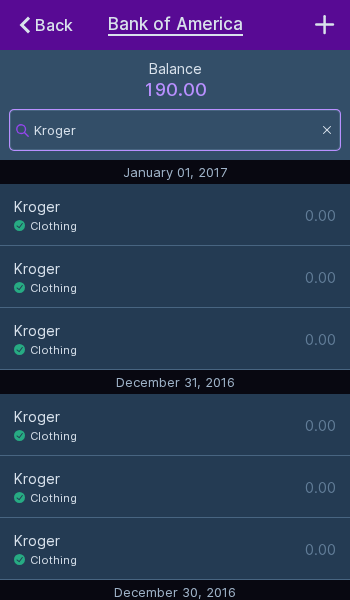 Back
Bank of America
Balance
190.00
Kroger
January 01, 2017
Kroger
Clothing
0.00
Kroger
Clothing
0.00
Kroger
Clothing
0.00
December 31, 2016
Kroger
Clothing
0.00
Kroger
Clothing
0.00
Kroger
Clothing
0.00
December 30, 2016